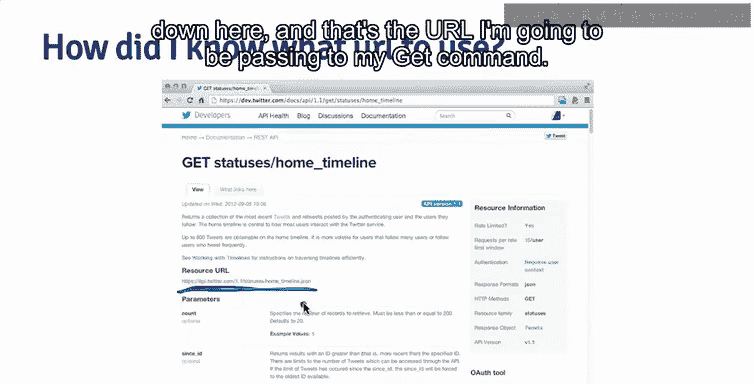 down here, and that's the URL I'm going to
be passing to my Get command.
How did I know what url to use?
GET statuses/home_timeline
https://dev.twitter.com/docs/api/1.1/get/statuses/home_timeline
Developers API Health Blog Discussions Documentation Search
Home → Documentation → REST API
Tweet
GET statuses/home_timeline
View What links here
Updated on Wed, 2012-09-05
API version 1.1
Returns a collection of the most recent Tweets and retweets posted by the authenticating user and the users they
follow. The home timeline is central to how most users interact with the Twitter service.
Up to 800 Tweets are obtainable on the home timeline. It is more volatile for users that follow many users or follow
users who tweet frequently.
See Working with Timelines for instructions on traversing timelines efficiently.
Resource URL
https://api.twitter.com/1.1/statuses/home_timeline.json
Parameters
count
optional
Specifies the number of records to retrieve. Must be less than or equal to 200.
Defaults to 20.
Example Values: 5
since_id
optional
Returns results with an ID greater than (that is, more recent than) the specified ID.
There are limits to the number of Tweets which can be accessed through the API.
If the limit of Tweets has occured since the since_id, the since_id will be forced
to the oldest ID available.
Resource Information
Rate Limited? Yes
Requests per rate
limit window
15/user
Authentication Requires user
context
Response Formats json
HTTP Methods GET
Resource family statuses
Response Object Tweets
API Version v1.1
OAuth tool